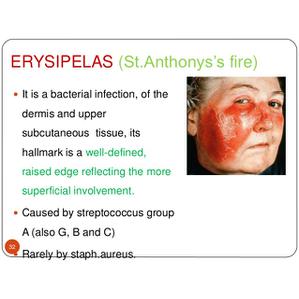 ERYSIPELAS (St.Anthonys's fire)
• It is a bacterial infection, of the
dermis and upper
subcutaneous tissue, its
hallmark is a well-defined,
raised edge reflecting the more
superficial involvement.
• Caused by streptococcus group
A (also G, B and C)
32
• Rarely by staph.aureus.